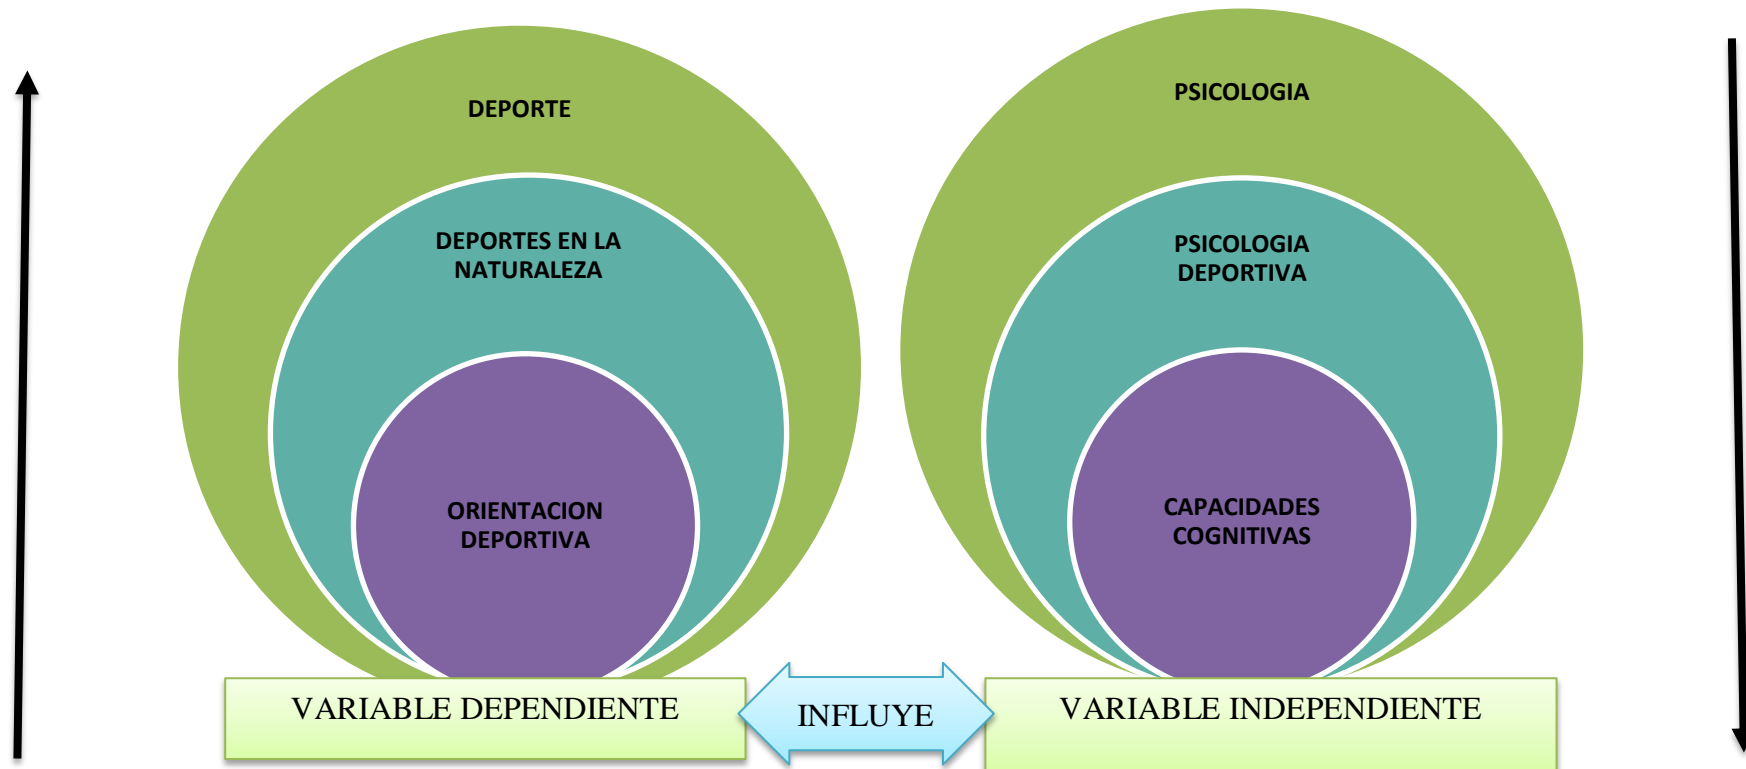 DEPORTE
DEPORTES EN LA
NATURALEZA
ORIENTACION
DEPORTIVA
PSICOLOGIA
PSICOLOGIA
DEPORTIVA
CAPACIDADES
COGNITIVAS
VARIABLE DEPENDIENTE
INFLUYE
VARIABLE INDEPENDIENTE